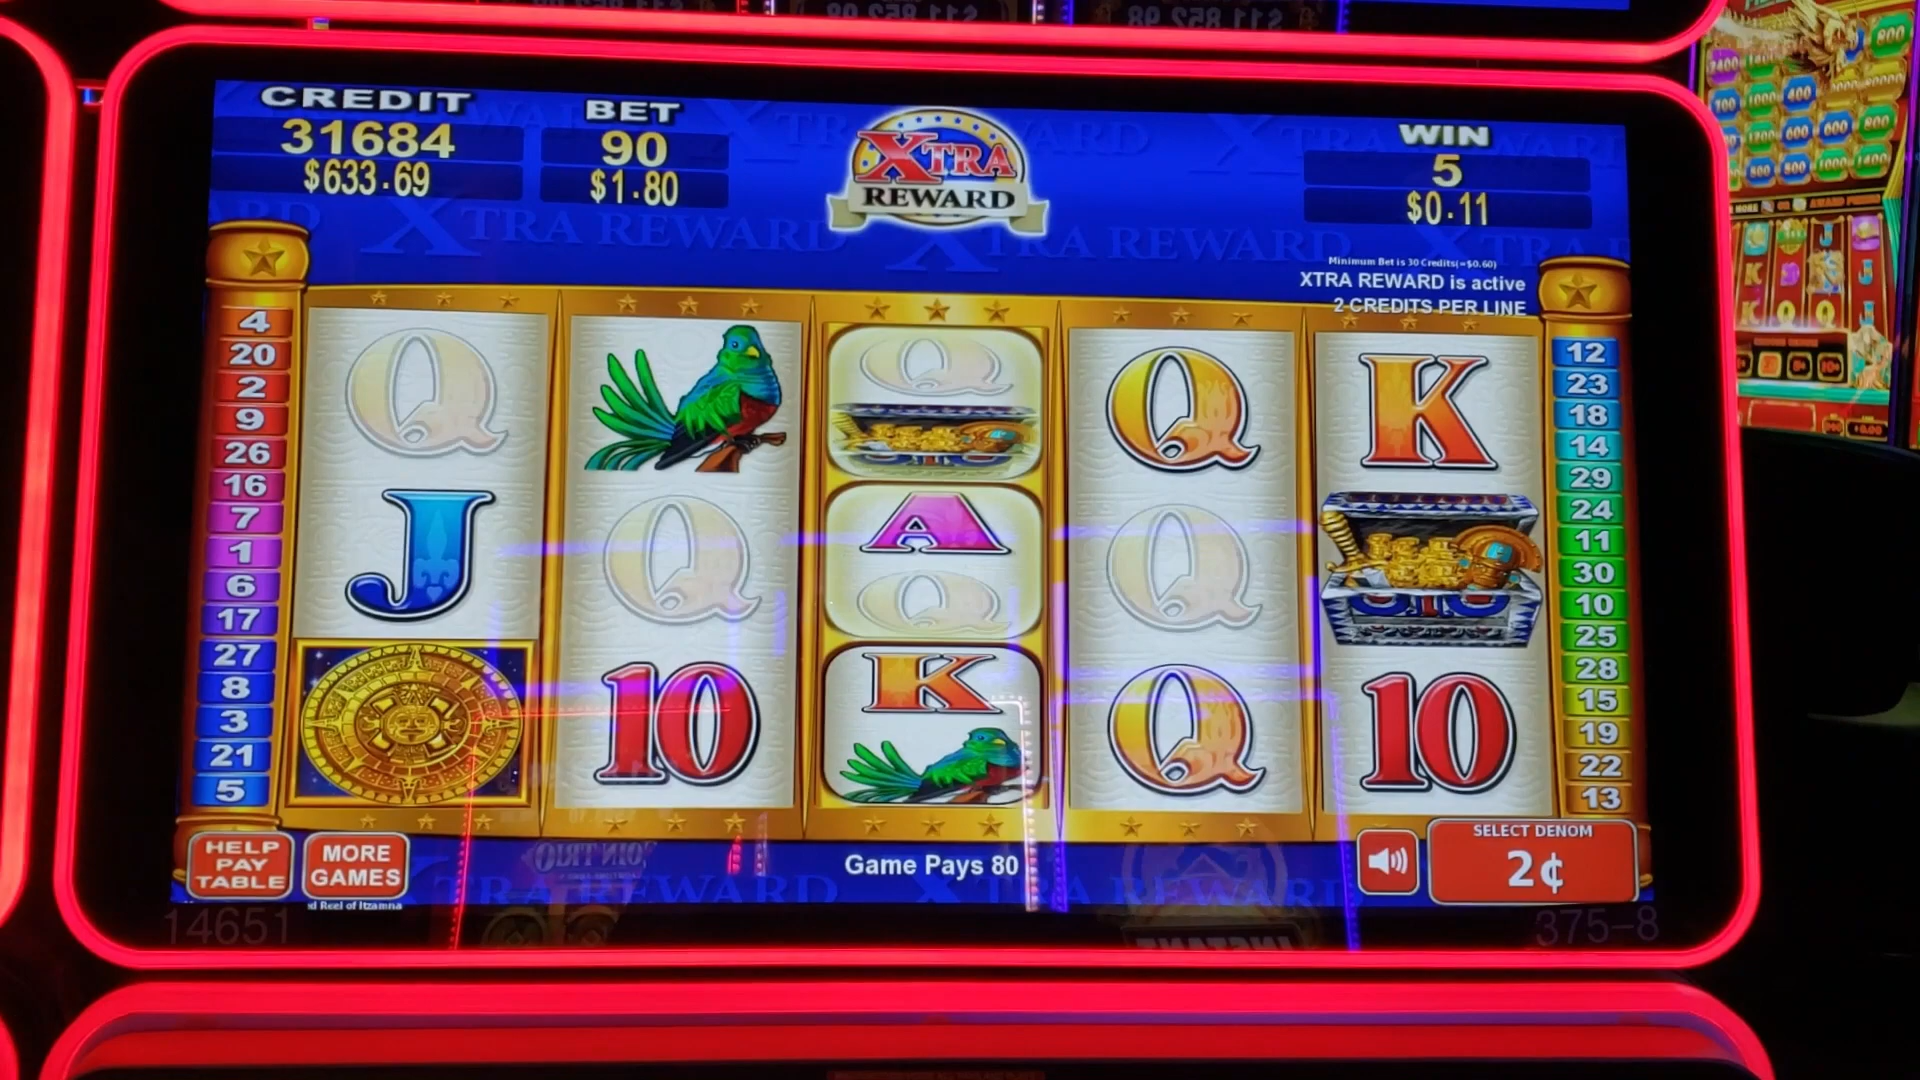 CREDIT
31684
$633.69
BET
90
$1.80
XTRA
REWARD
WIN
5
$0.11
Minimum Bet is 30 Credits(=$0.60)
XTRA REWARD is active
2 CREDITS PER LINE
4
20
2
9
26
16
7
1
6
17
27
8
3
21
5
Q
J
Q
10
Q
A
Q
K
Q
Q
Q
K
10
12
23
18
14
29
24
11
30
10
25
28
15
19
22
13
HELP
PAY
TABLE
MORE
GAMES
Game Pays 80
SELECT DENOM
2¢
d Reel of Itzamna
14651
375-8